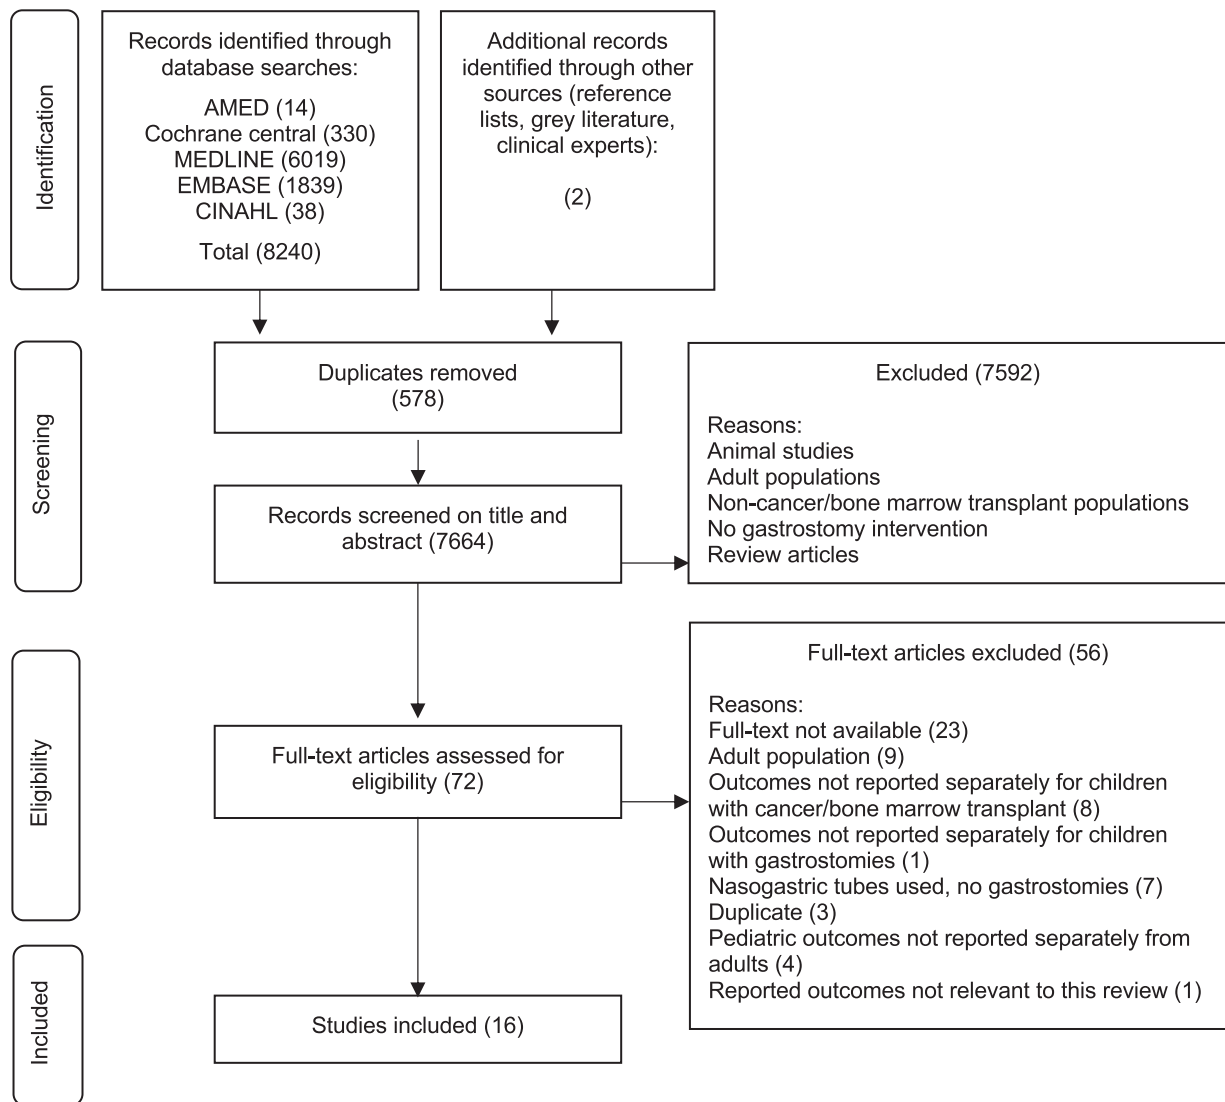 Identification
Records identified through
database searches:
AMED (14)
Cochrane central (330)
MEDLINE (6019)
EMBASE (1839)
CINAHL (38)
Total (8240)
Additional records
identified through other
sources (reference
lists, grey literature,
clinical experts):
(2)
Screening
Duplicates removed
(578)
Records screened on title and
abstract (7664)
Excluded (7592)
Reasons:
Animal studies
Adult populations
Non-cancer/bone marrow transplant populations
No gastrostomy intervention
Review articles
Eligibility
Full-text articles assessed for
eligibility (72)
Full-text articles excluded (56)
Reasons:
Full-text not available (23)
Adult population (9)
Outcomes not reported separately for children
with cancer/bone marrow transplant (8)
Outcomes not reported separately for children
with gastrostomies (1)
Nasogastric tubes used, no gastrostomies (7)
Duplicate (3)
Pediatric outcomes not reported separately from
adults (4)
Reported outcomes not relevant to this review (1)
Included
Studies included (16)